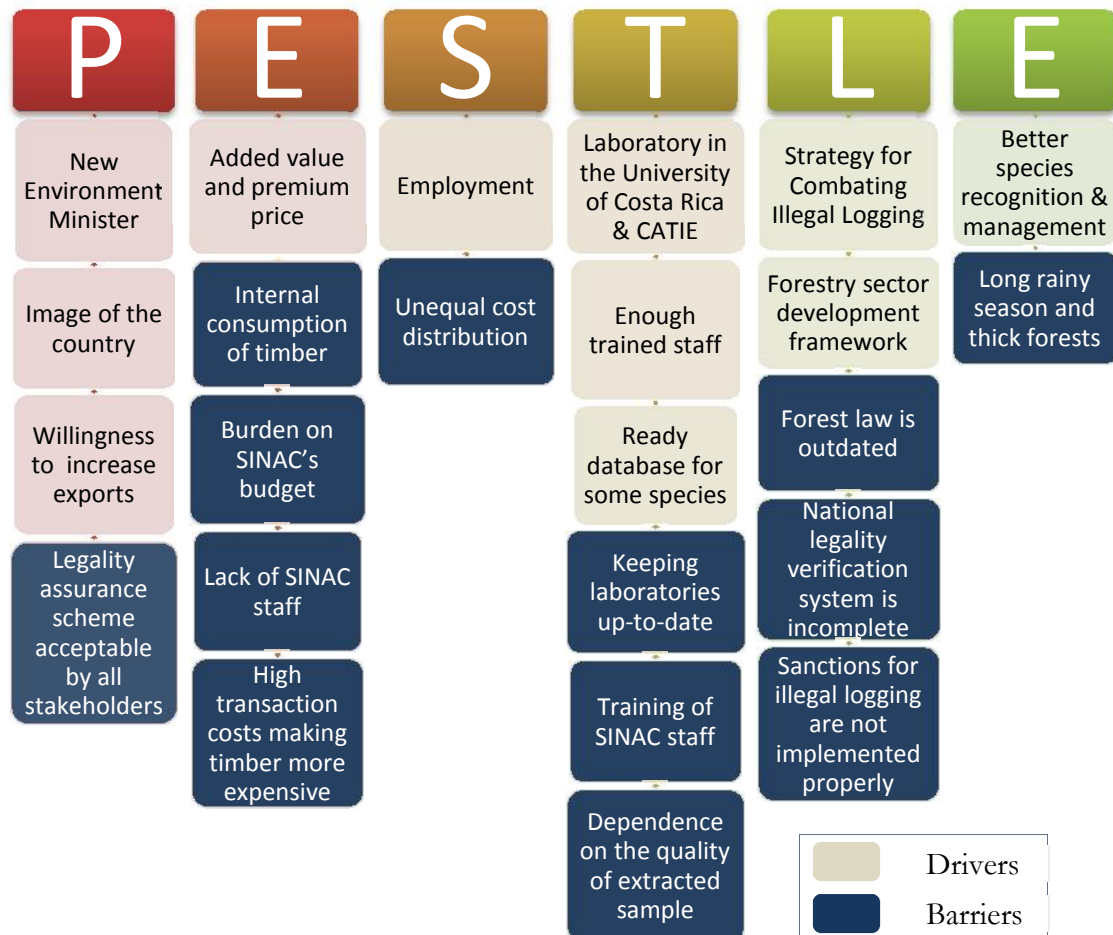 P
E
S
T
L
E
New
Environment
Minister
Image of the
country
Willingness
to increase
exports
Legality
assurance
scheme
acceptable
by all
stakeholders
Added value
and premium
price
Internal
consumption
of timber
Burden on
SINAC’s
budget
Lack of SINAC
staff
High
transaction
costs making
timber more
expensive
Employment
Unequal cost
distribution
Laboratory in
the University
of Costa Rica
& CATIE
Enough
trained staff
Ready
database for
some species
Keeping
laboratories
up-to-date
Training of
SINAC staff
Dependence
on the quality
of extracted
sample
Strategy for
Combating
Illegal Logging
Forestry sector
development
framework
Forest law is
outdated
National
legality
verification
system is
incomplete
Sanctions for
illegal logging
are not
implemented
properly
Better
species
recognition &
management
Long rainy
season and
thick forests
Drivers
Barriers